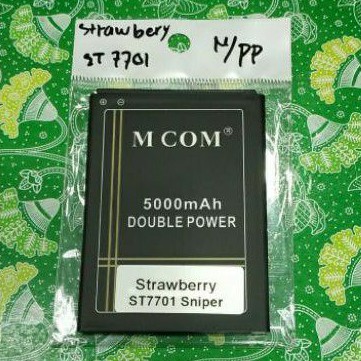 Strawbery
ST 7701
M/PP
M COM®
5000mAh
DOUBLE POWER
Strawberry
ST7701 Sniper